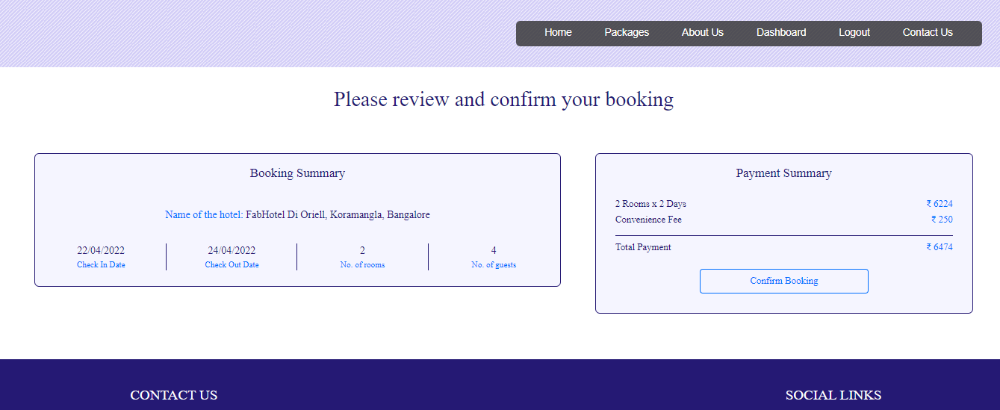 Home Packages About Us Dashboard Logout Contact Us
Please review and confirm your booking
Booking Summary
Name of the hotel: FabHotel Di Oriell, Koramangla, Bangalore
22/04/2022 24/04/2022 2 4
Check In Date Check Out Date No. of rooms No. of guests
Payment Summary
2 Rooms x 2 Days ₹ 6224
Convenience Fee ₹ 250
Total Payment ₹ 6474
Confirm Booking
CONTACT US SOCIAL LINKS